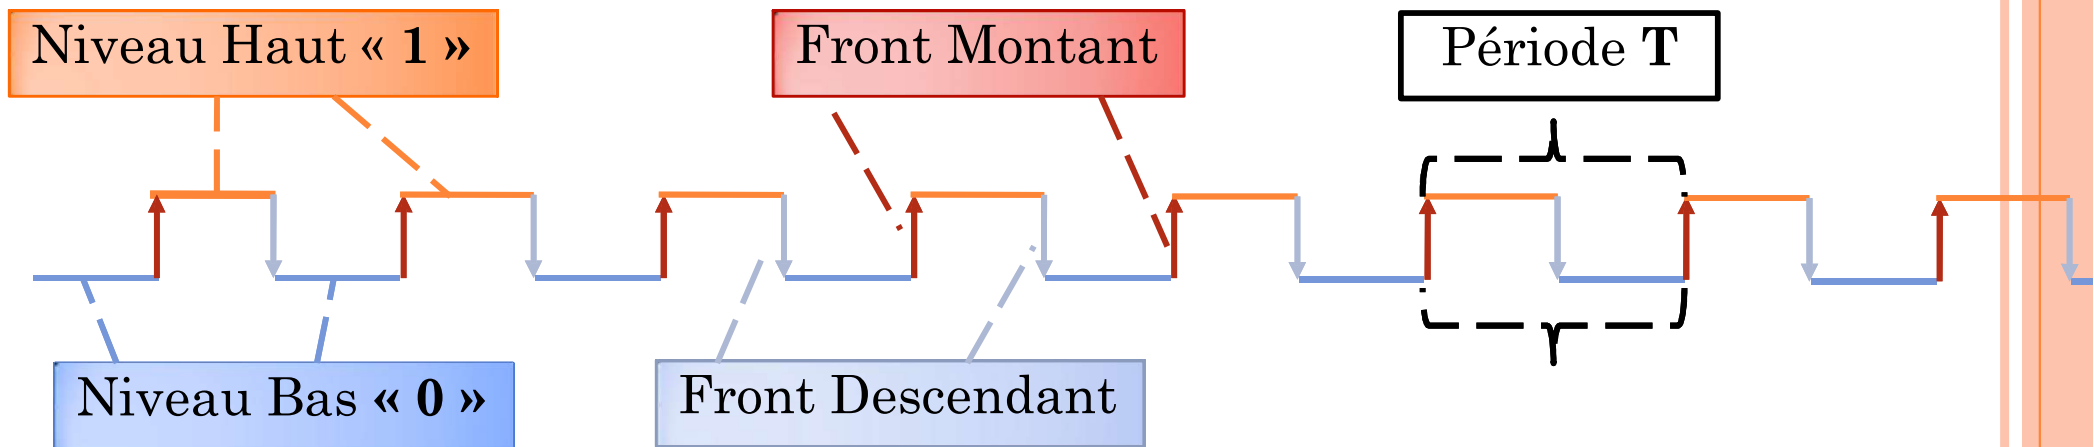 Niveau Haut « 1 »
Front Montant
Période T
Niveau Bas « 0 »
Front Descendant